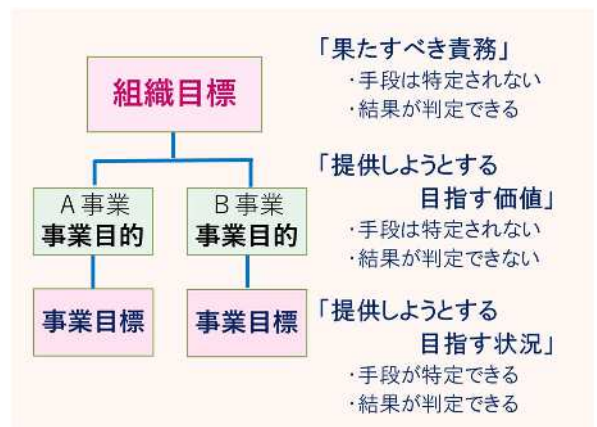 組織目標
A事業
事業目的
B事業
事業目的
事業目標
事業目標
「果たすべき責務」
・手段は特定されない
・結果が判定できる
「提供しようとする
目指す価値」
・手段は特定されない
・結果が判定できない
「提供しようとする
目指す状況」
・手段が特定できる
・結果が判定できる